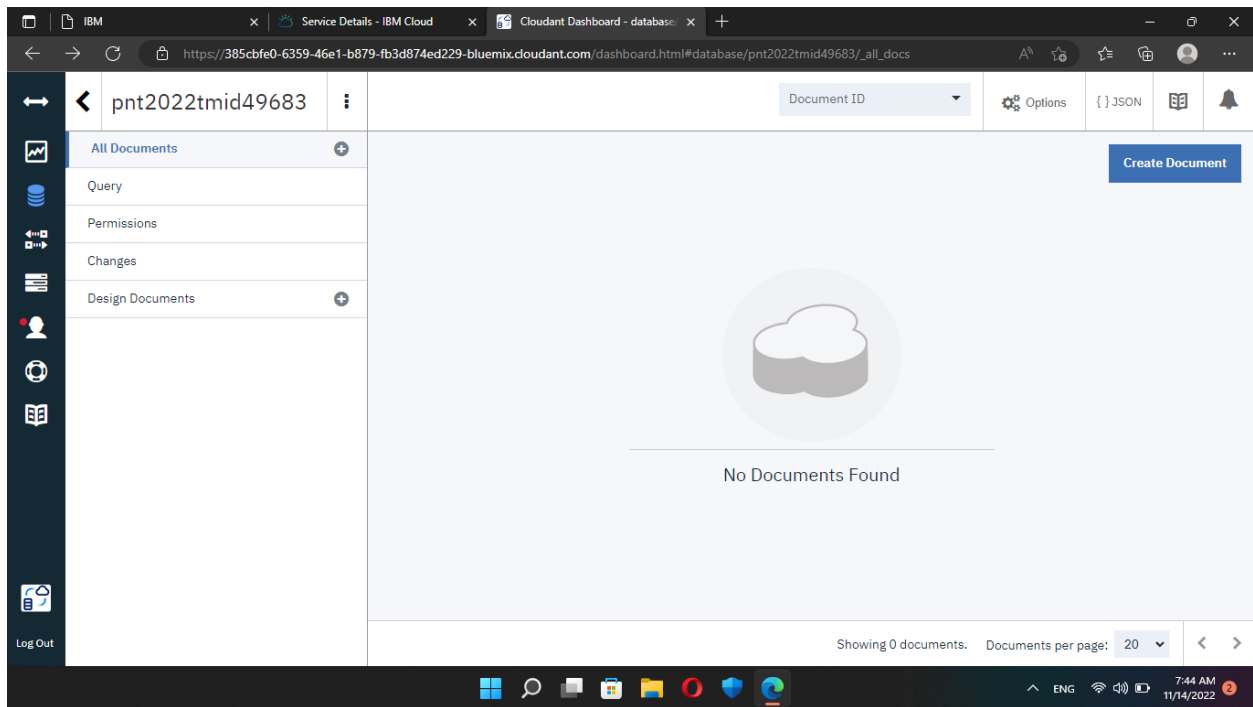 IBM
Service Details - IBM Cloud
Cloudant Dashboard - database/
https://385cbfe0-6359-46e1-b879-fb3d874ed229-bluemix.cloudant.com/dashboard.html#database/pnt2022tmid49683/_all_docs
pnt2022tmid49683
Document ID
Options
{ } JSON
All Documents
Create Document
Query
Permissions
Changes
Design Documents
No Documents Found
Log Out
Showing 0 documents. Documents per page: 20
ENG
7:44 AM
11/14/2022
2